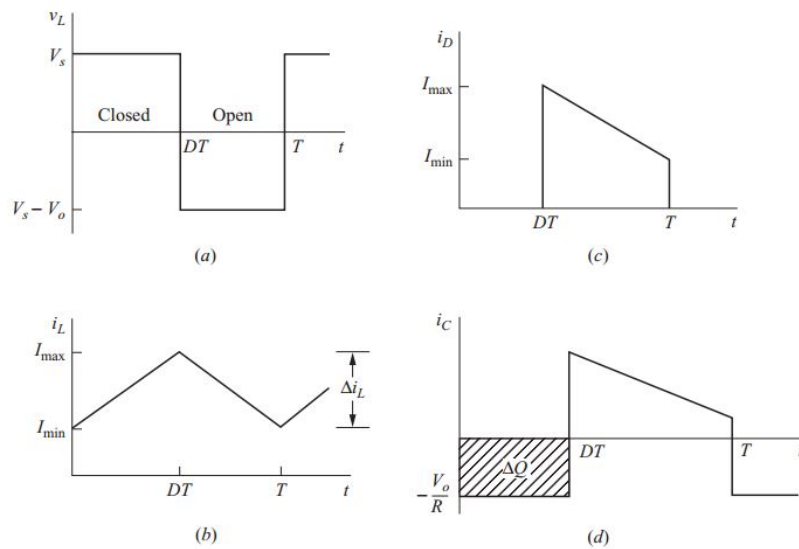 v_L
V_s
Closed Open
DT T t
V_s − V_o
(a)
i_D
I_max
I_min
DT T t
(c)
i_L
I_max
Δi_L
I_min
DT T t
(b)
i_C
DT T t
ΔQ
−V_o/R
(d)